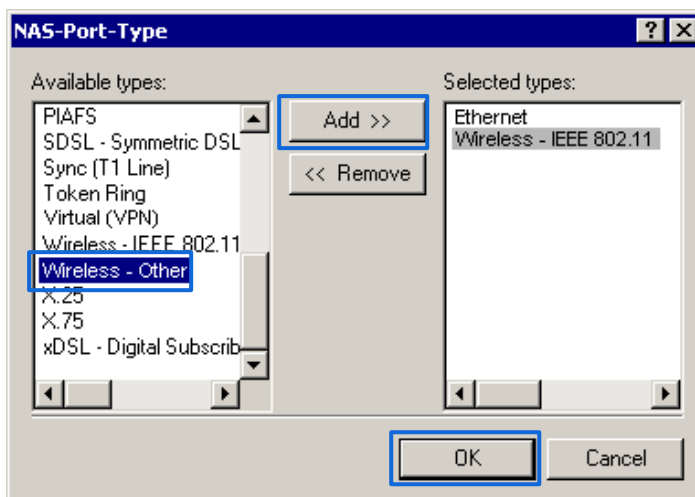 NAS-Port-Type
Available types:
PIAFS
SDSL - Symmetric DSL
Sync (T1 Line)
Token Ring
Virtual (VPN)
Wireless - IEEE 802.11
Wireless - Other
X.25
X.75
xDSL - Digital Subscrib
Add >>
<< Remove
Selected types:
Ethernet
Wireless - IEEE 802.11
OK
Cancel